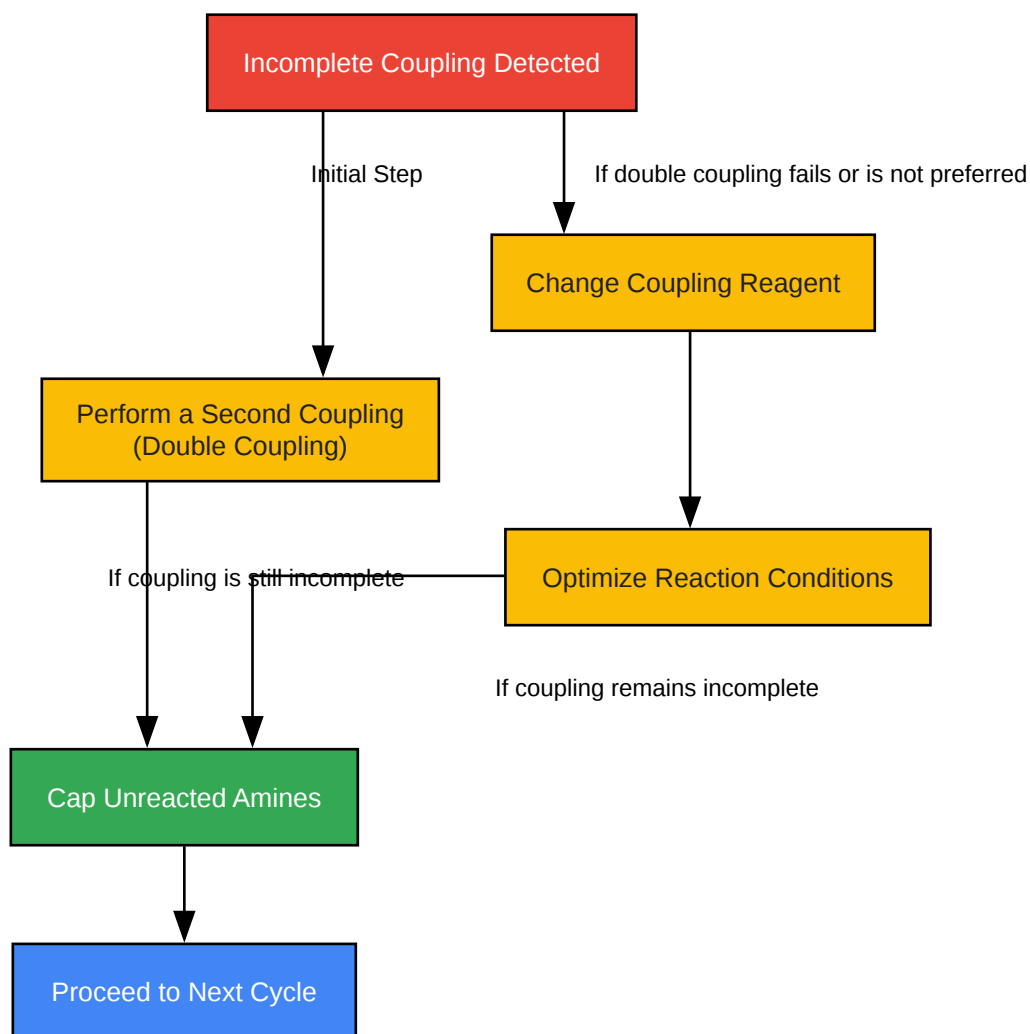 Incomplete Coupling Detected
Initial Step
If double coupling fails or is not preferred
Change Coupling Reagent
Perform a Second Coupling
(Double Coupling)
If coupling is still incomplete
Optimize Reaction Conditions
If coupling remains incomplete
Cap Unreacted Amines
Proceed to Next Cycle